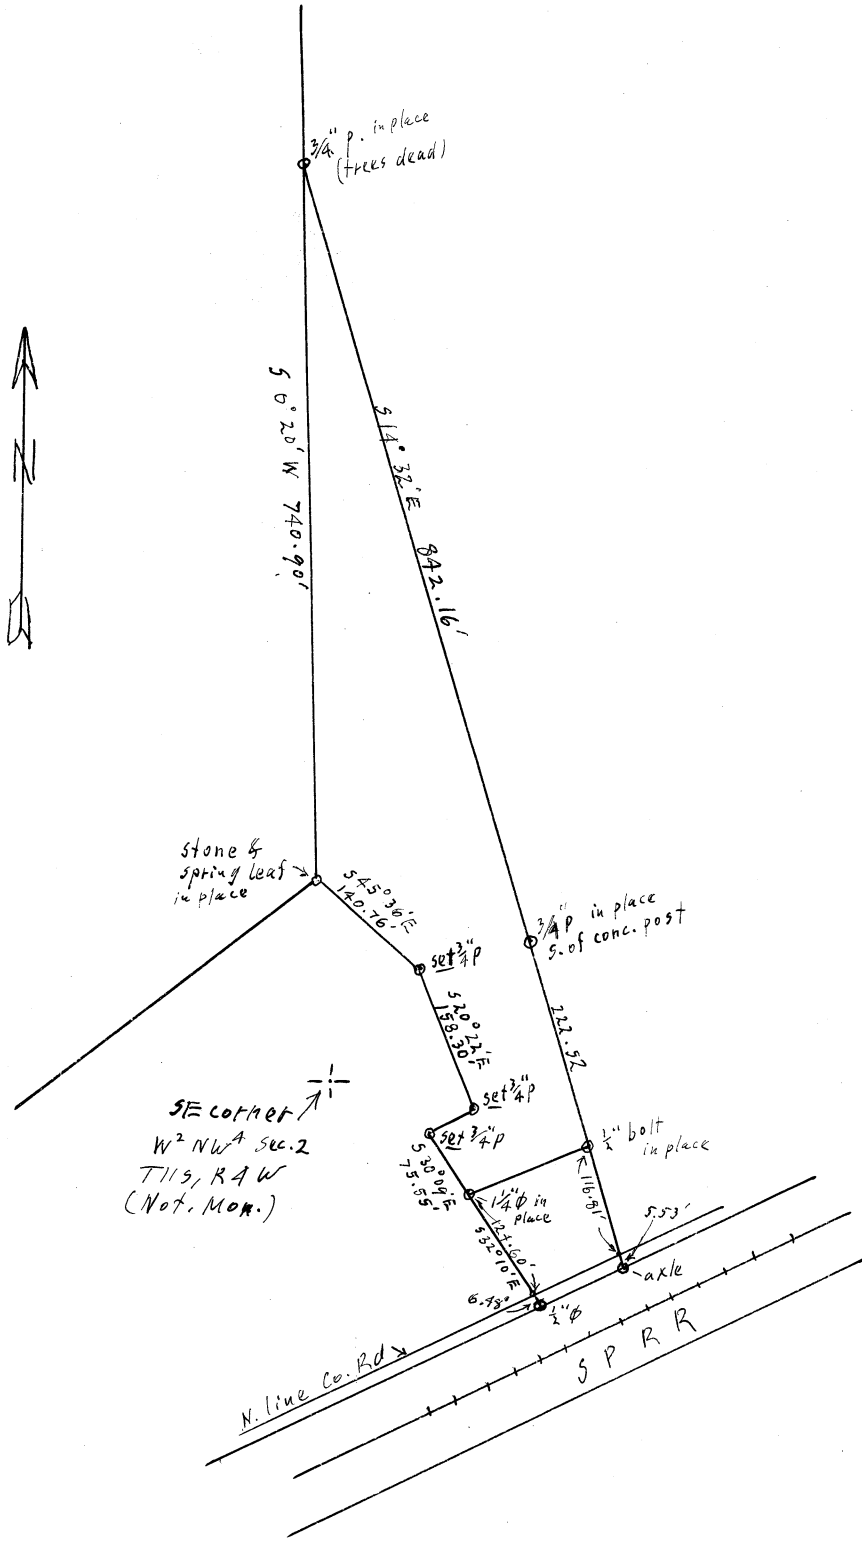 3/4" p. in place
(trees dead)
S 0° 20' W 740.90'
S 14° 32' E 842.16'
N
stone &
spring leaf
in place
S 45° 36' E
140.76'
set 3/4" p
3/4" P in place
S. of conc. post
S 20° 22' E
158.30'
222.52
set 3/4" p
set 3/4" p
SE corner
W² NW⁴ Sec. 2
T11S, R4W
(Not. Mon.)
1/2" bolt
in place
S 30° 09' E
75.55'
1 1/4" ϕ in
place
116.81'
5.53'
axle
S 32° 10' E
6.48'
1/2" ϕ
N. line Co. Rd
S P R R